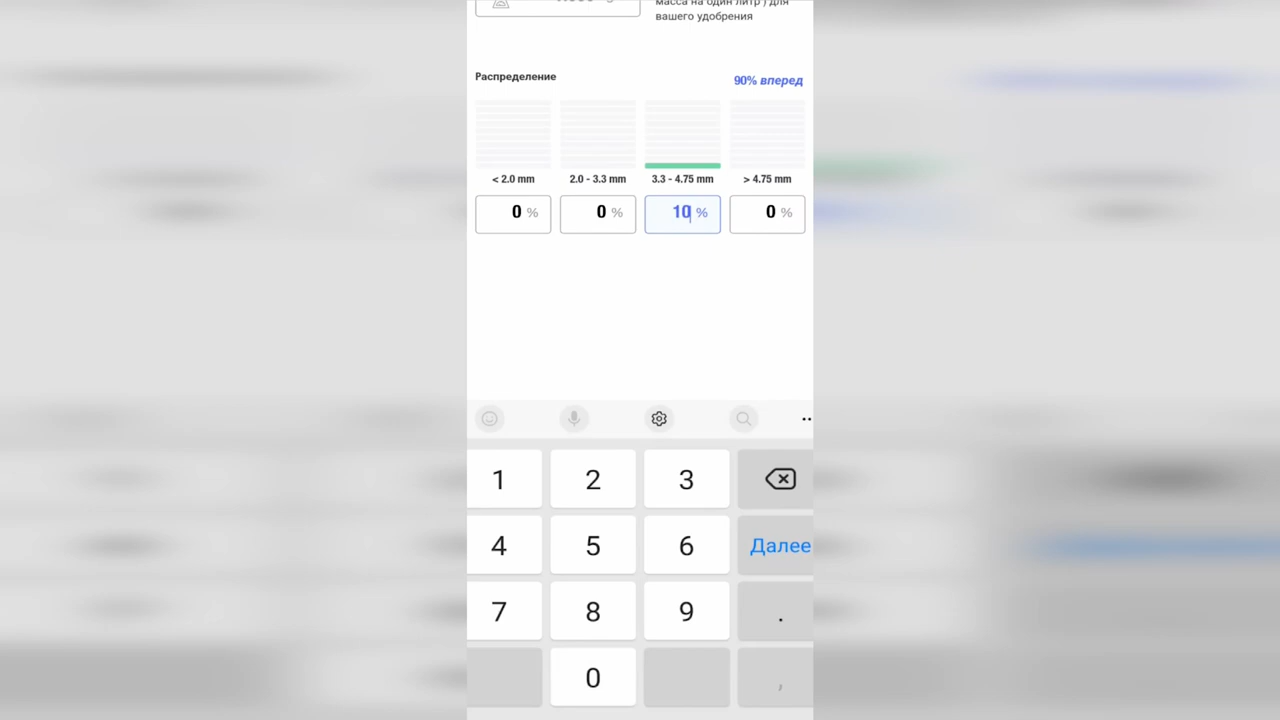 масса на один литр ) для
вашего удобрения
Распределение
90% вперед
< 2.0 mm
2.0 - 3.3 mm
3.3 - 4.75 mm
> 4.75 mm
0 %
0 %
10 %
0 %
1 2 3
4 5 6 Далее
7 8 9 .
0 ,